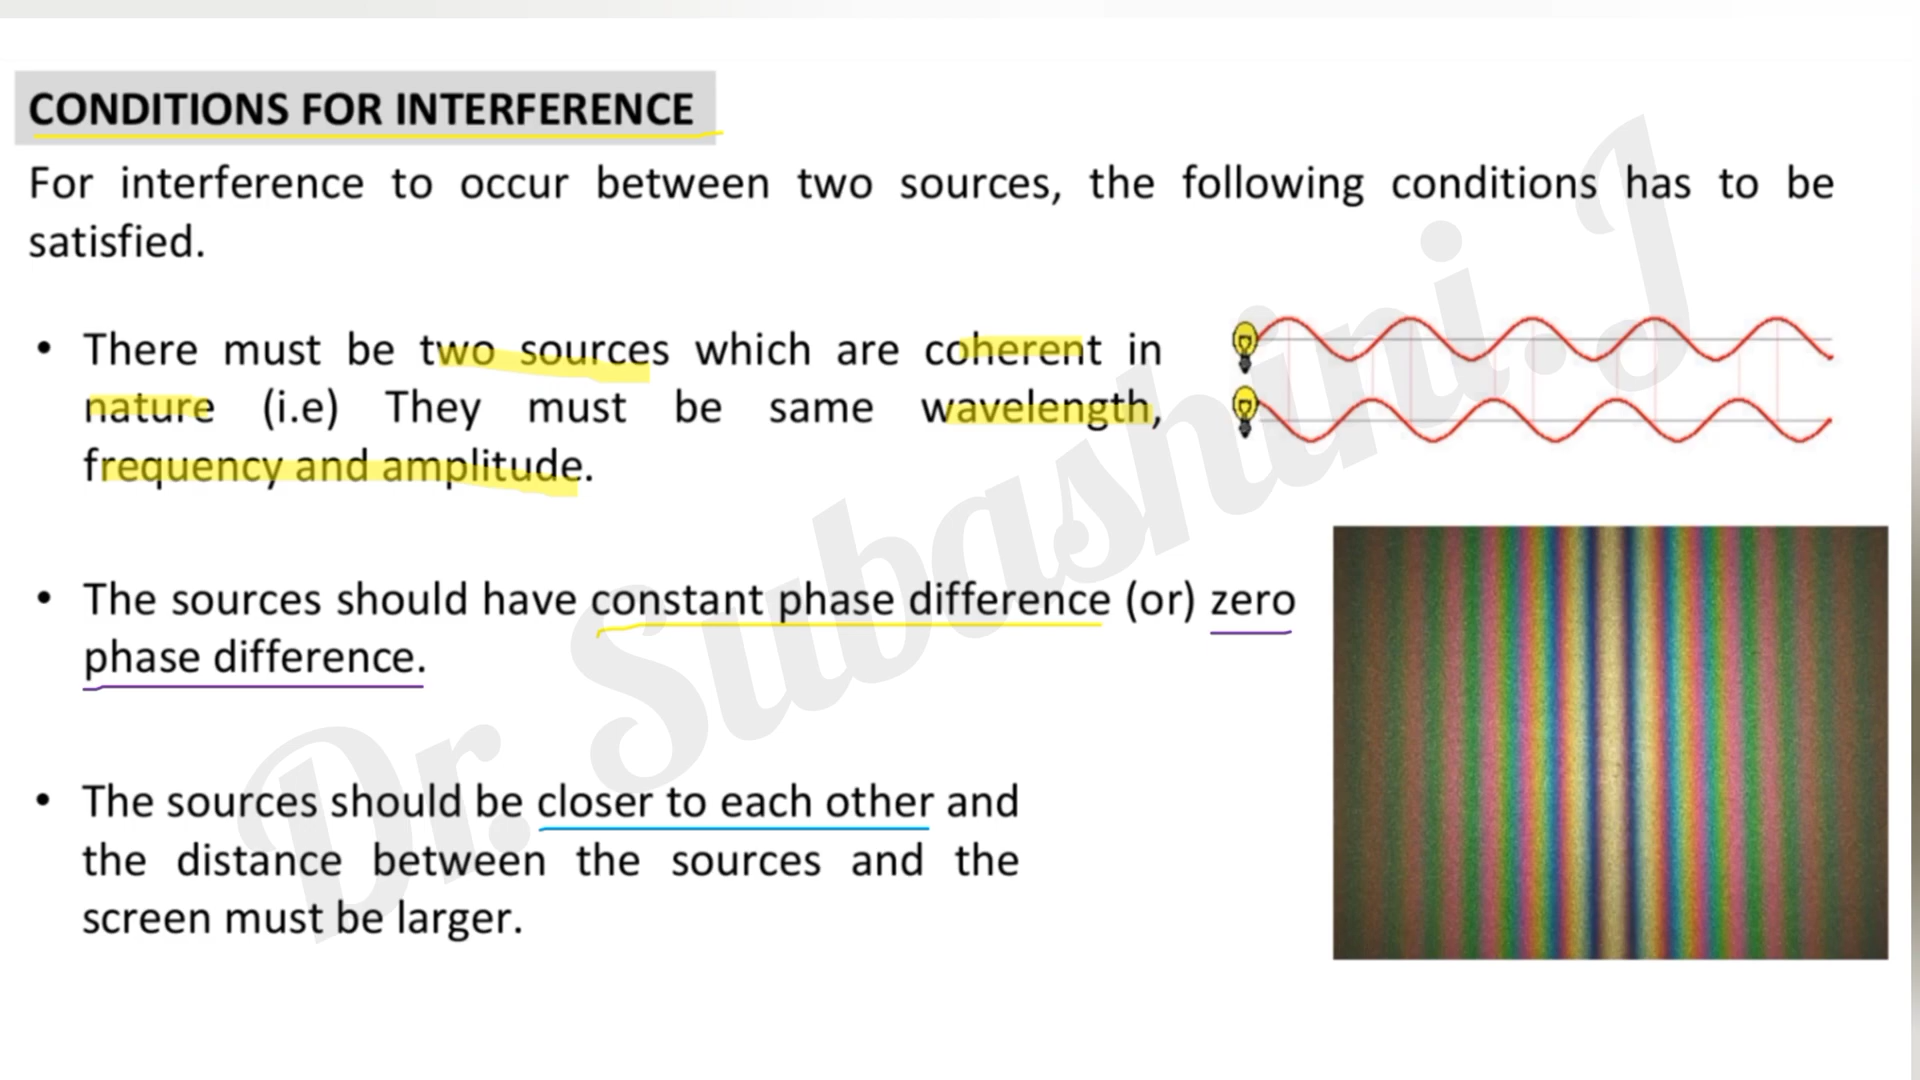 CONDITIONS FOR INTERFERENCE
For interference to occur between two sources, the following conditions has to be
satisfied.
• There must be two sources which are coherent in
nature (i.e) They must be same wavelength,
frequency and amplitude.
• The sources should have constant phase difference (or) zero
phase difference.
• The sources should be closer to each other and
the distance between the sources and the
screen must be larger.
Dr. Subashini.J